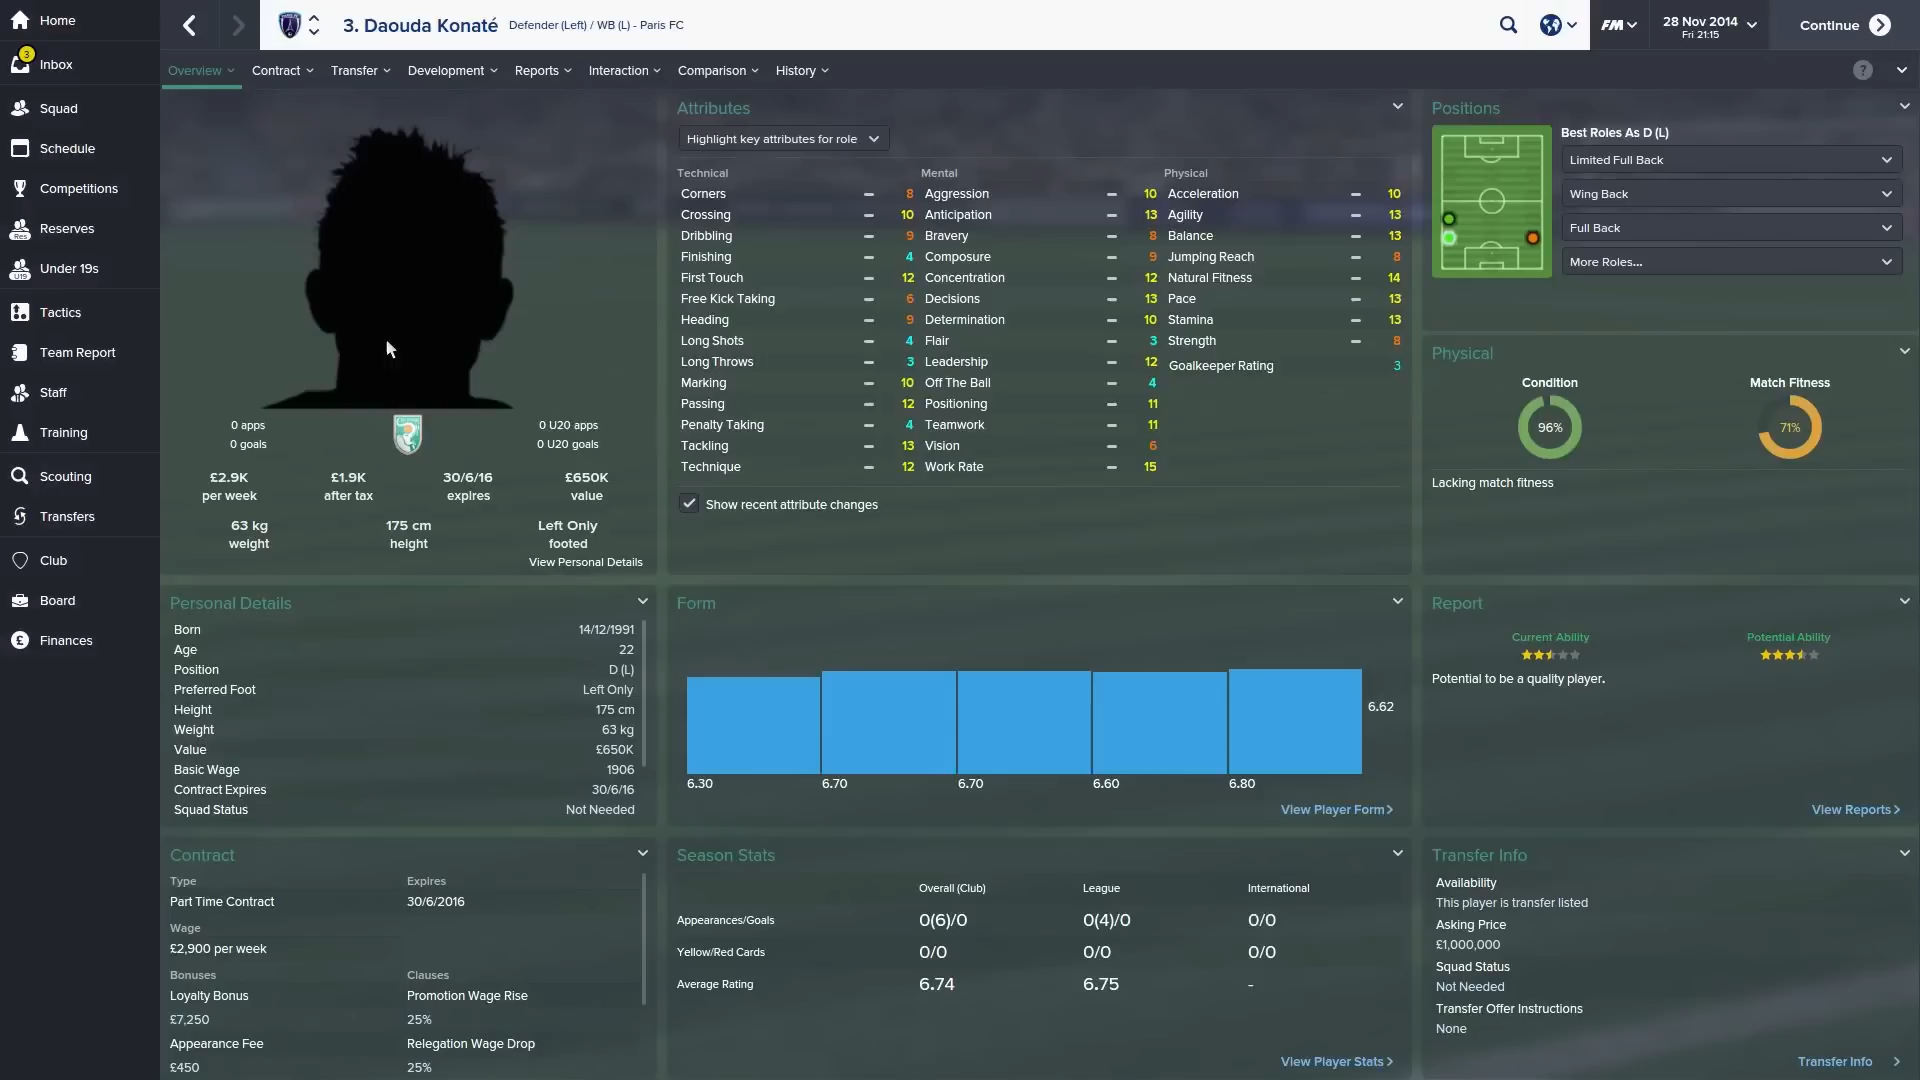 Home
3
Inbox
Squad
Schedule
Competitions
Res
Reserves
U19
Under 19s
Tactics
Team Report
Staff
Training
Scouting
Transfers
Club
Board
£
Finances
3. Daouda Konaté
Defender (Left) / WB (L) - Paris FC
FM
28 Nov 2014
Fri 21:15
Continue
Overview
Contract
Transfer
Development
Reports
Interaction
Comparison
History
?
0 apps
0 goals
0 U20 apps
0 U20 goals
£2.9K per week
£1.9K after tax
30/6/16 expires
£650K value
63 kg weight
175 cm height
Left Only footed
View Personal Details
Attributes
Highlight key attributes for role
Technical Mental Physical
Corners 8 Aggression 10 Acceleration 10
Crossing 10 Anticipation 13 Agility 13
Dribbling 9 Bravery 8 Balance 13
Finishing 4 Composure 9 Jumping Reach 8
First Touch 12 Concentration 12 Natural Fitness 14
Free Kick Taking 6 Decisions 13 Pace 13
Heading 9 Determination 10 Stamina 13
Long Shots 4 Flair 3 Strength 8
Long Throws 3 Leadership 12 Goalkeeper Rating 3
Marking 10 Off The Ball 4
Passing 12 Positioning 11
Penalty Taking 4 Teamwork 11
Tackling 13 Vision 6
Technique 12 Work Rate 15
Show recent attribute changes
Positions
Best Roles As D (L)
Limited Full Back
Wing Back
Full Back
More Roles...
Physical
Condition Match Fitness
96% 71%
Lacking match fitness
Personal Details
Born 14/12/1991
Age 22
Position D (L)
Preferred Foot Left Only
Height 175 cm
Weight 63 kg
Value £650K
Basic Wage 1906
Contract Expires 30/6/16
Squad Status Not Needed
Form
6.62
6.30 6.70 6.70 6.60 6.80
View Player Form
Report
Current Ability Potential Ability
Potential to be a quality player.
View Reports
Contract
Type Expires
Part Time Contract 30/6/2016
Wage
£2,900 per week
Bonuses Clauses
Loyalty Bonus Promotion Wage Rise
£7,250 25%
Appearance Fee Relegation Wage Drop
£450 25%
Season Stats
Overall (Club) League International
Appearances/Goals 0(6)/0 0(4)/0 0/0
Yellow/Red Cards 0/0 0/0 0/0
Average Rating 6.74 6.75 -
View Player Stats
Transfer Info
Availability
This player is transfer listed
Asking Price
£1,000,000
Squad Status
Not Needed
Transfer Offer Instructions
None
Transfer Info